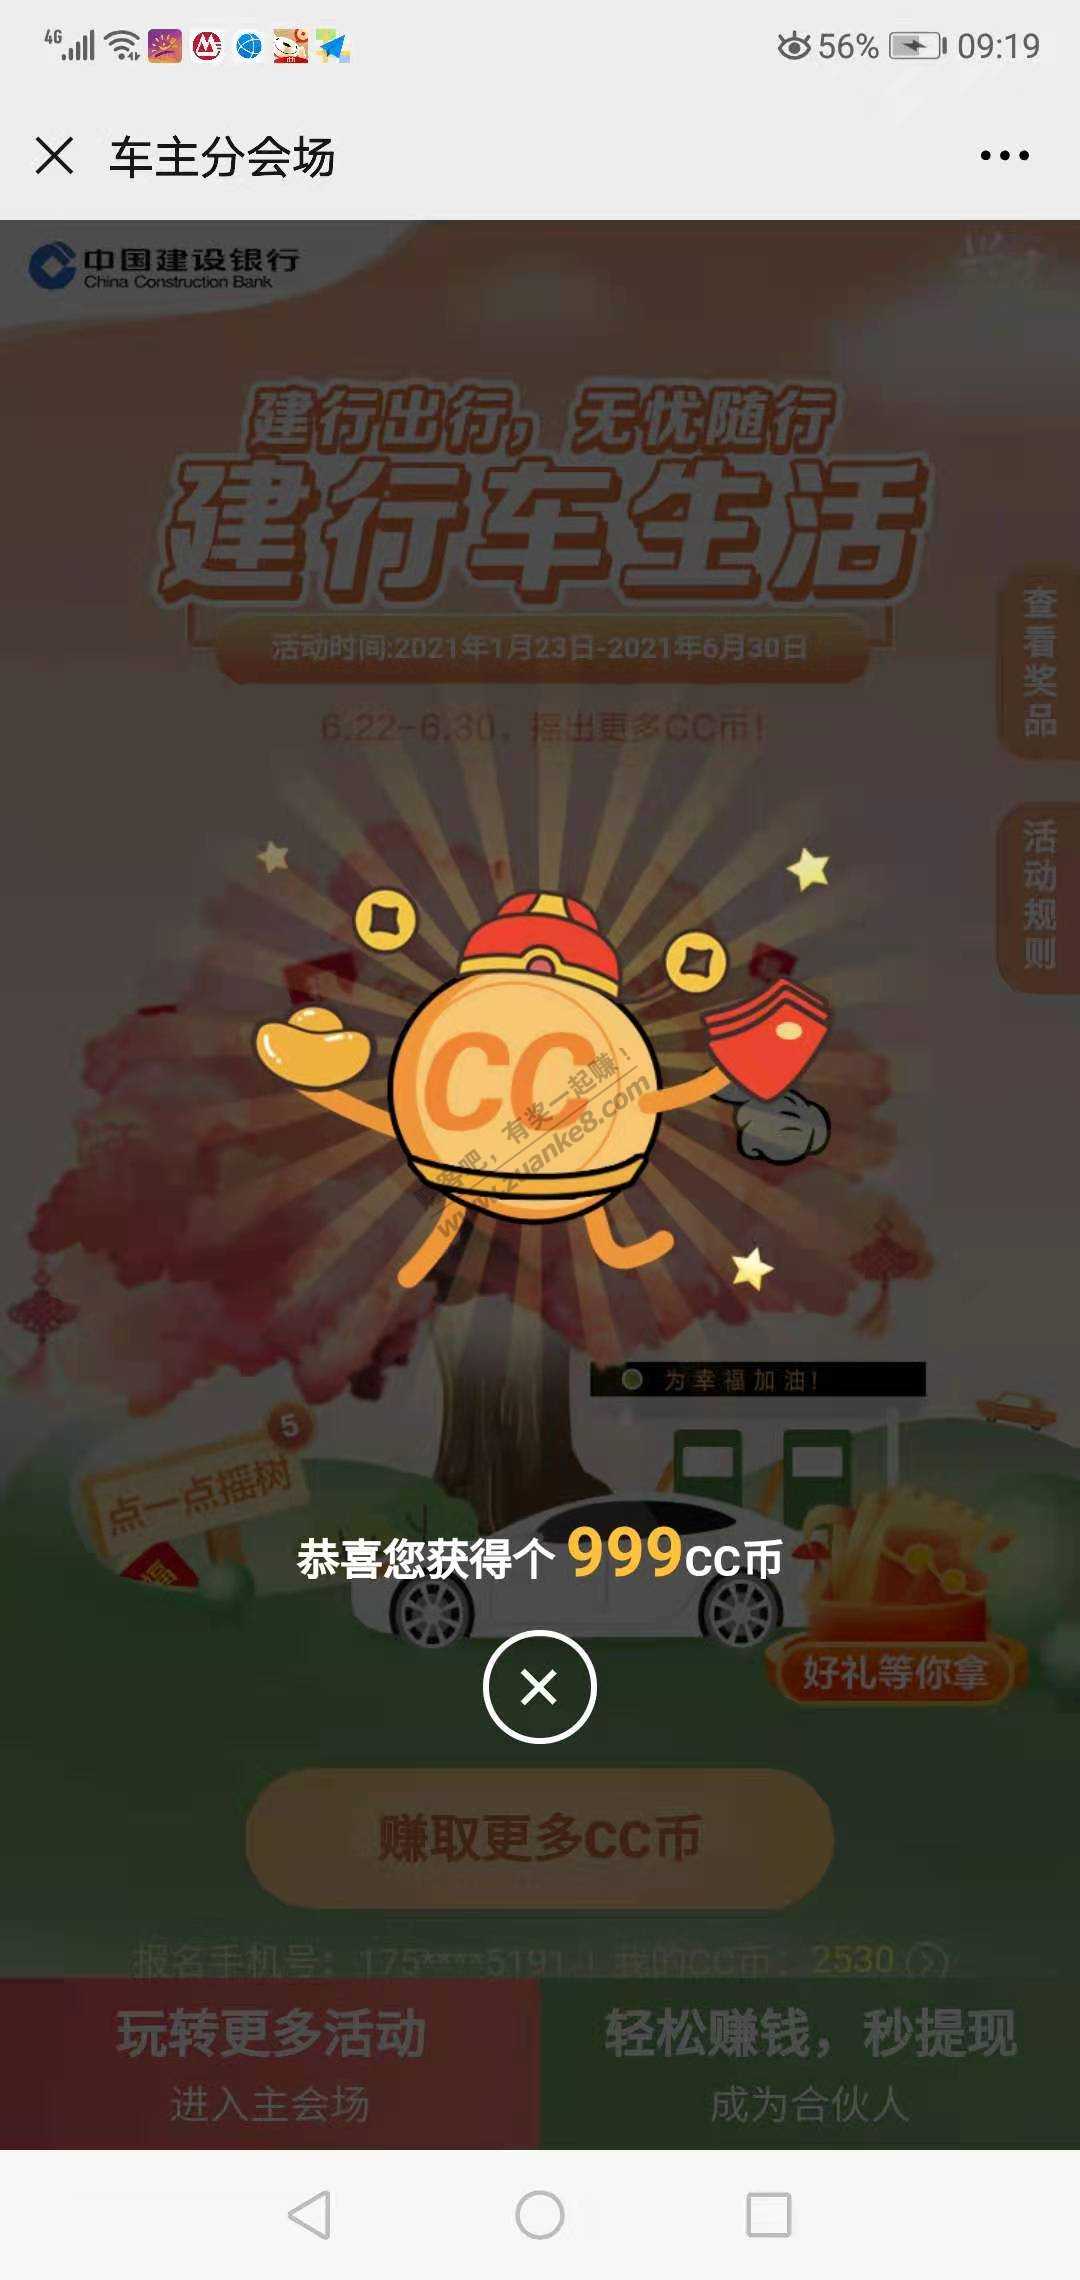 4G
56%
09:19
车主分会场
中国建设银行
China Construction Bank
建行出行，无忧随行
建行车生活
活动时间:2021年1月23日-2021年6月30日
6.22-6.30，摇出更多CC币！
查看奖品
活动规则
CC
赚客吧，有奖一起赚！
www.zuanke8.com
为幸福加油！
5
点一点摇树
福
恭喜您获得个 999CC币
好礼等你拿
赚取更多CC币
报名手机号：175****5191 | 我的CC币：2530
玩转更多活动
进入主会场
轻松赚钱，秒提现
成为合伙人